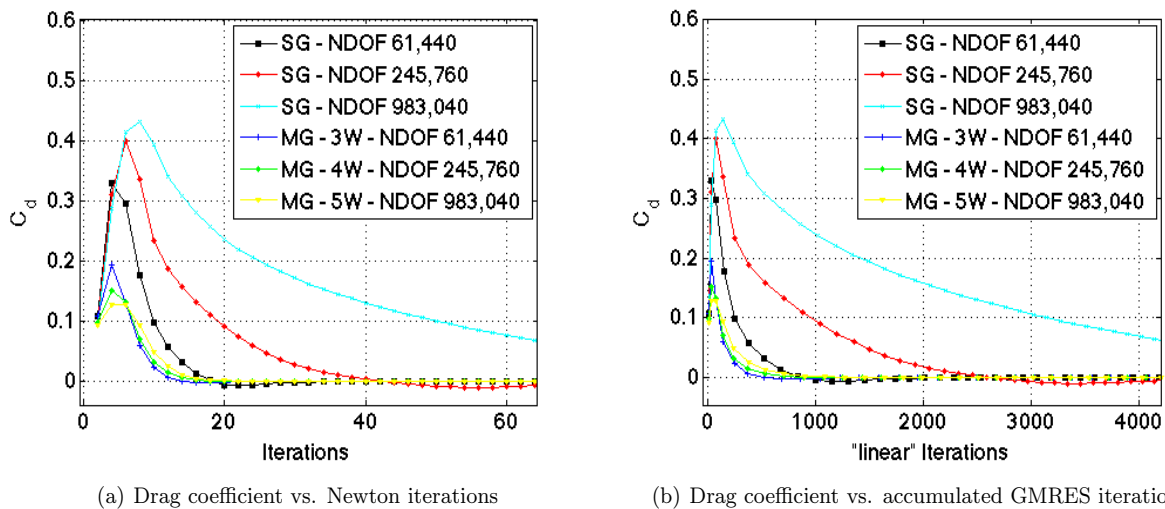 0.6
0.5
0.4
0.3
0.2
0.1
0
C_d
SG - NDOF 61,440
SG - NDOF 245,760
SG - NDOF 983,040
MG - 3W - NDOF 61,440
MG - 4W - NDOF 245,760
MG - 5W - NDOF 983,040
0 20 40 60
Iterations
(a) Drag coefficient vs. Newton iterations
0.6
0.5
0.4
0.3
0.2
0.1
0
C_d
SG - NDOF 61,440
SG - NDOF 245,760
SG - NDOF 983,040
MG - 3W - NDOF 61,440
MG - 4W - NDOF 245,760
MG - 5W - NDOF 983,040
0 1000 2000 3000 4000
"linear" Iterations
(b) Drag coefficient vs. accumulated GMRES iteratio